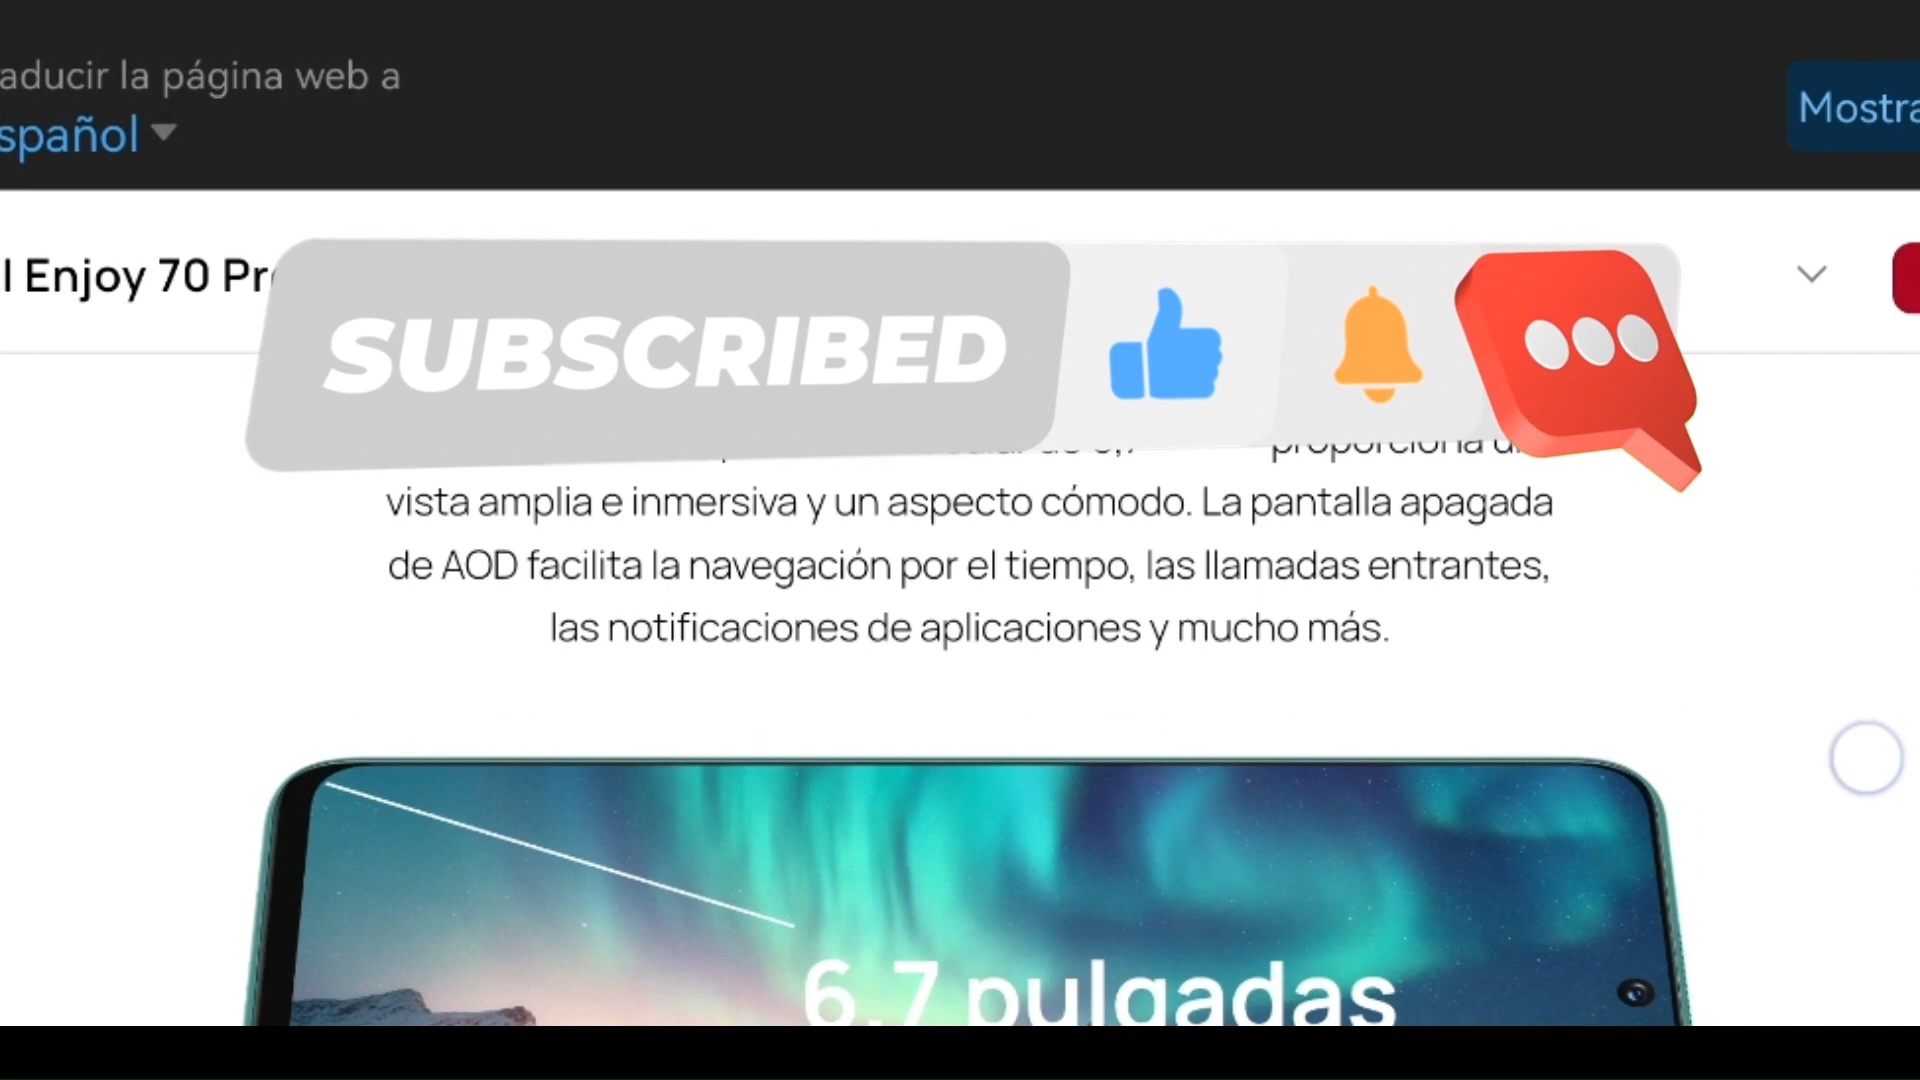 aducir la página web a
spañol
Mostra
l Enjoy 70 Pr
SUBSCRIBED
proporciona
vista amplia e inmersiva y un aspecto cómodo. La pantalla apagada
de AOD facilita la navegación por el tiempo, las llamadas entrantes,
las notificaciones de aplicaciones y mucho más.
6,7 pulgadas